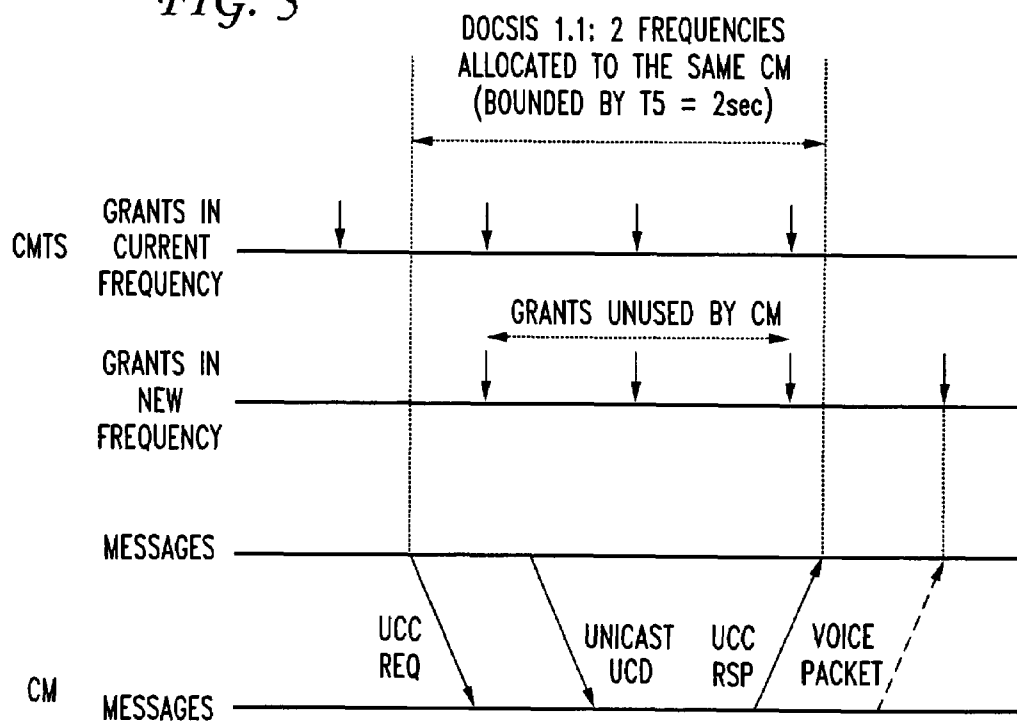 FIG. 5
DOCSIS 1.1: 2 FREQUENCIES
ALLOCATED TO THE SAME CM
(BOUNDED BY T5 = 2sec)
CMTS
GRANTS IN
CURRENT
FREQUENCY
GRANTS UNUSED BY CM
GRANTS IN
NEW
FREQUENCY
MESSAGES
UCC
REQ
UNICAST
UCD
UCC
RSP
VOICE
PACKET
CM
MESSAGES